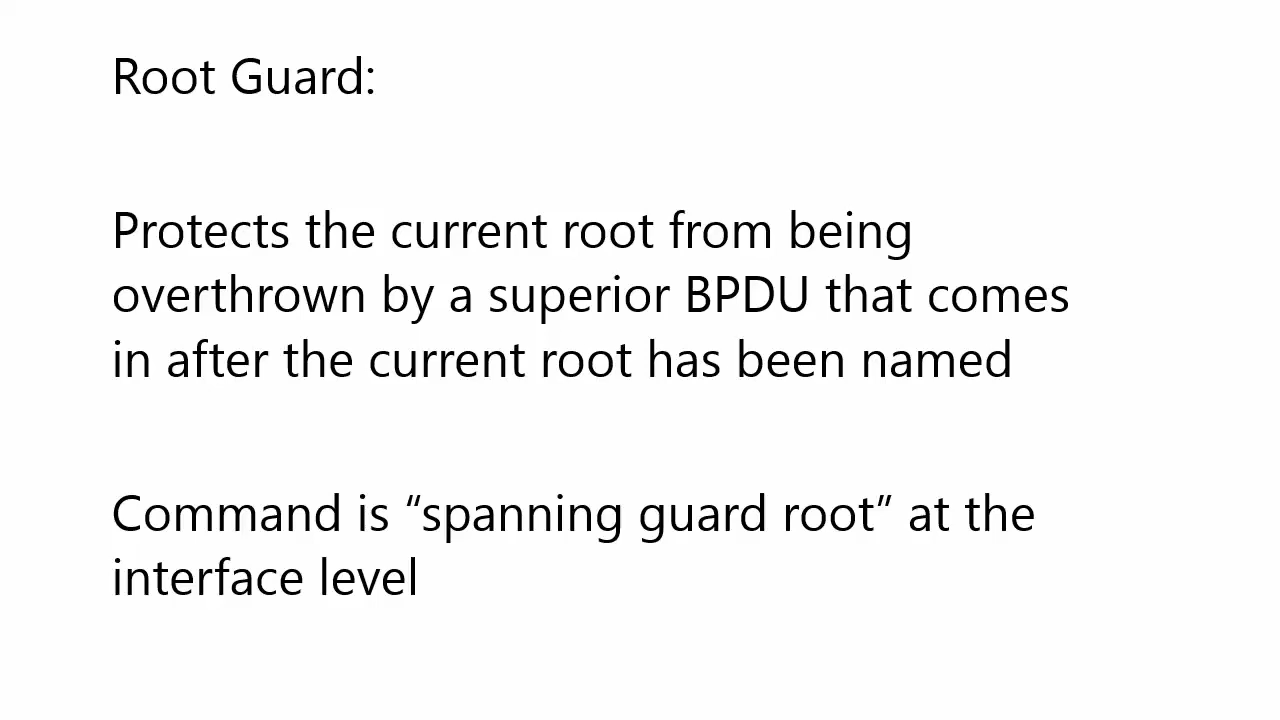 Root Guard:
Protects the current root from being
overthrown by a superior BPDU that comes
in after the current root has been named
Command is “spanning guard root” at the
interface level